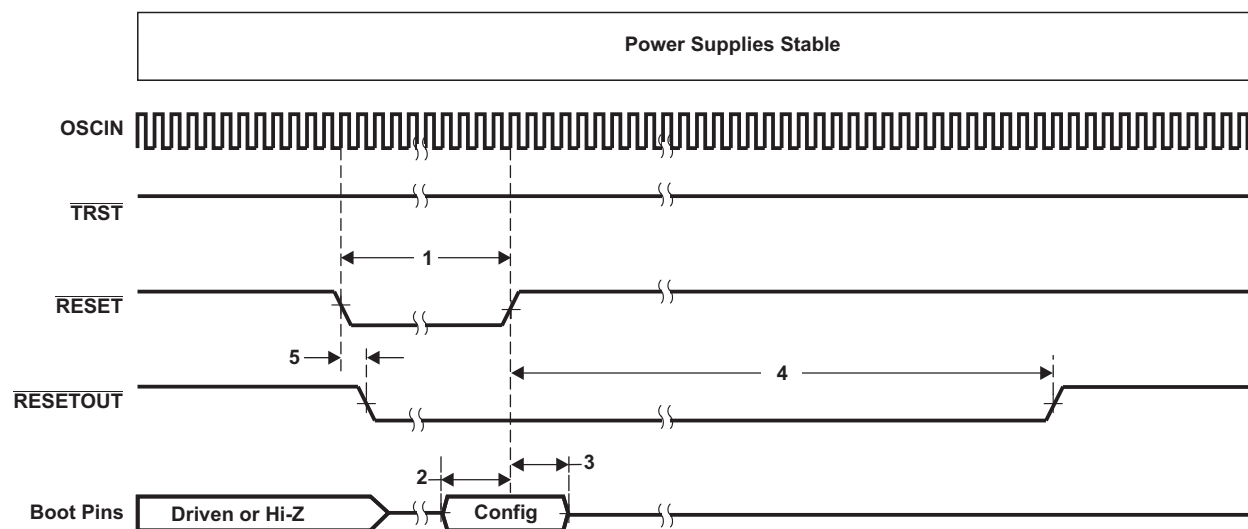 Power Supplies Stable
OSCIN
TRST
1
RESET
5
4
RESETOUT
2
3
Boot Pins
Driven or Hi-Z
Config